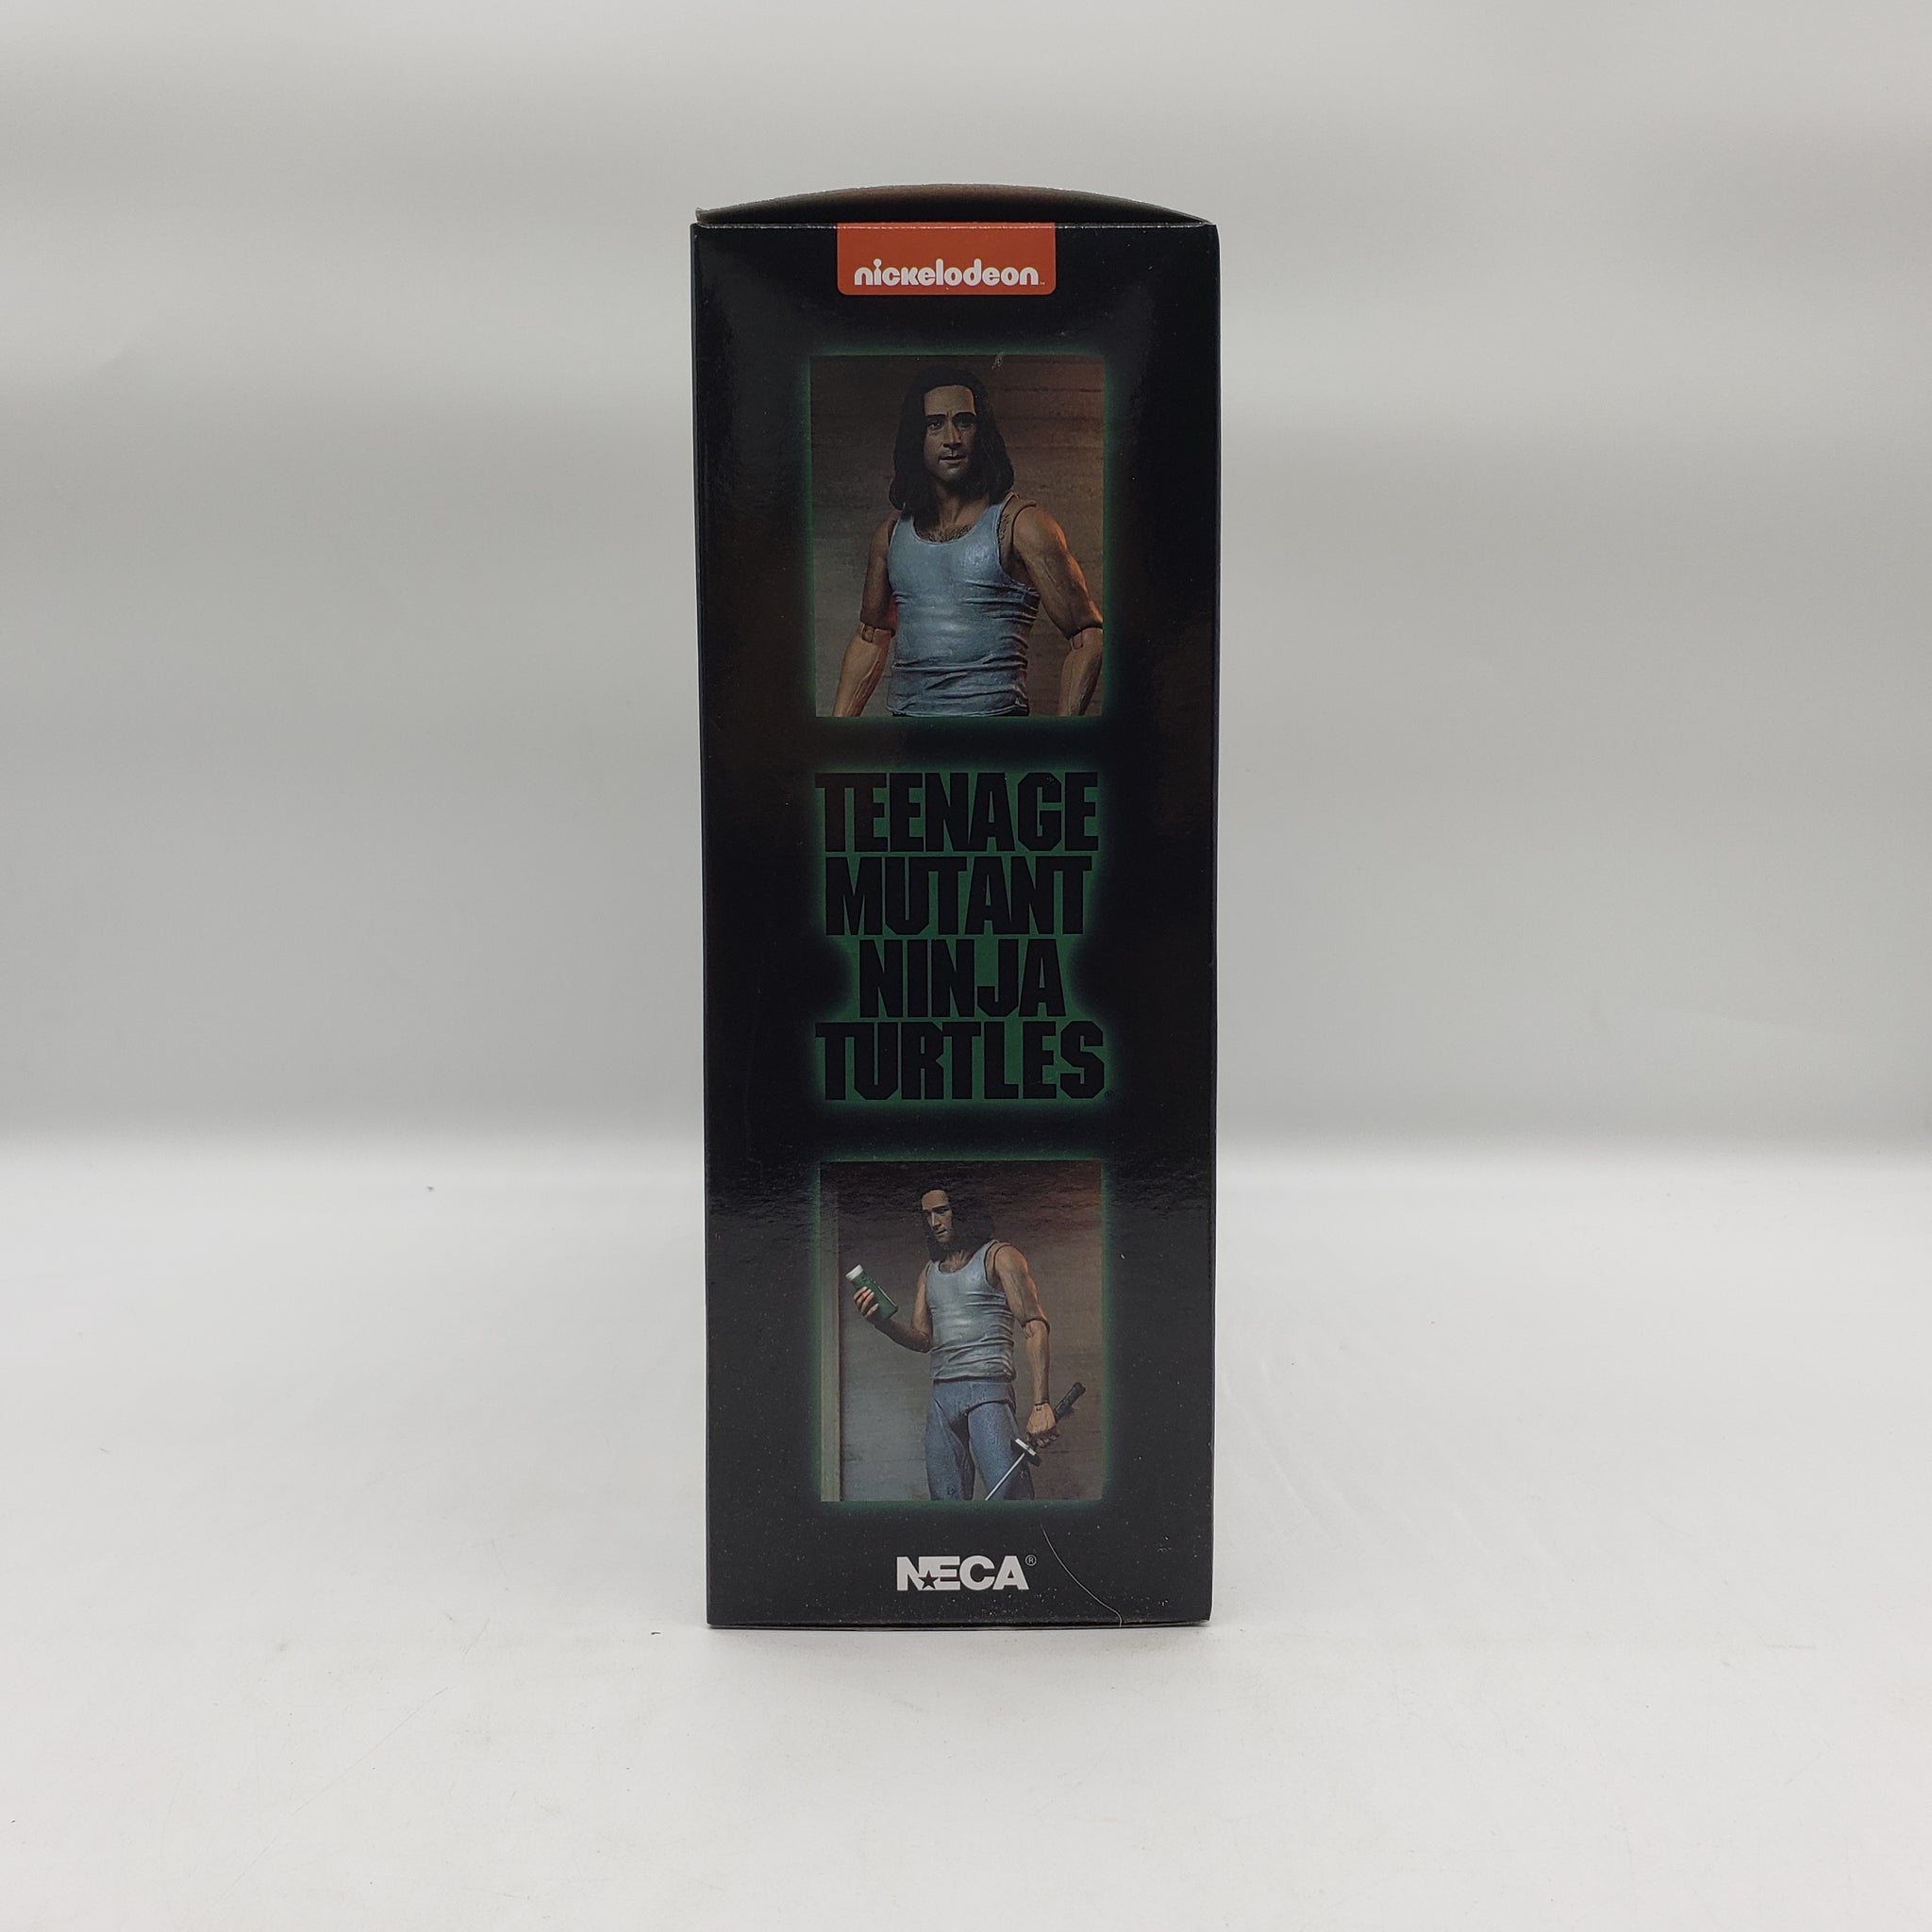 nickelodeon
TEENAGE
MUTANT
NINJA
TURTLES
NECA®